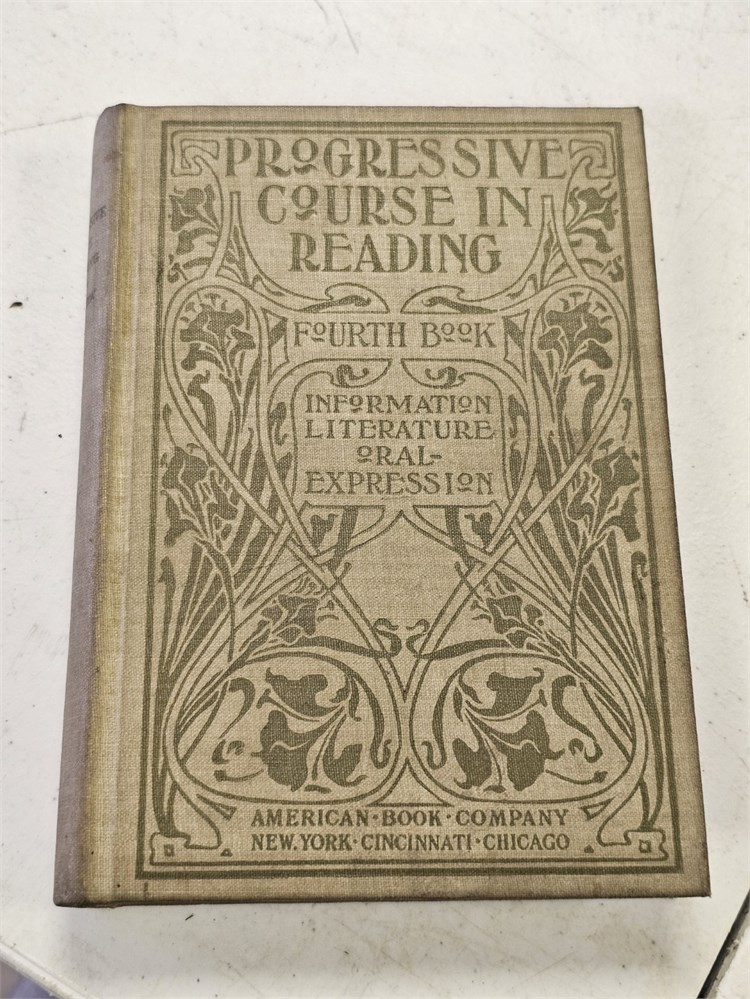 PROGRESSIVE
COURSE IN
READING
FOURTH BOOK
INFORMATION
LITERATURE
ORAL-
EXPRESSION
AMERICAN·BOOK·COMPANY
NEW.YORK·CINCINNATI·CHICAGO